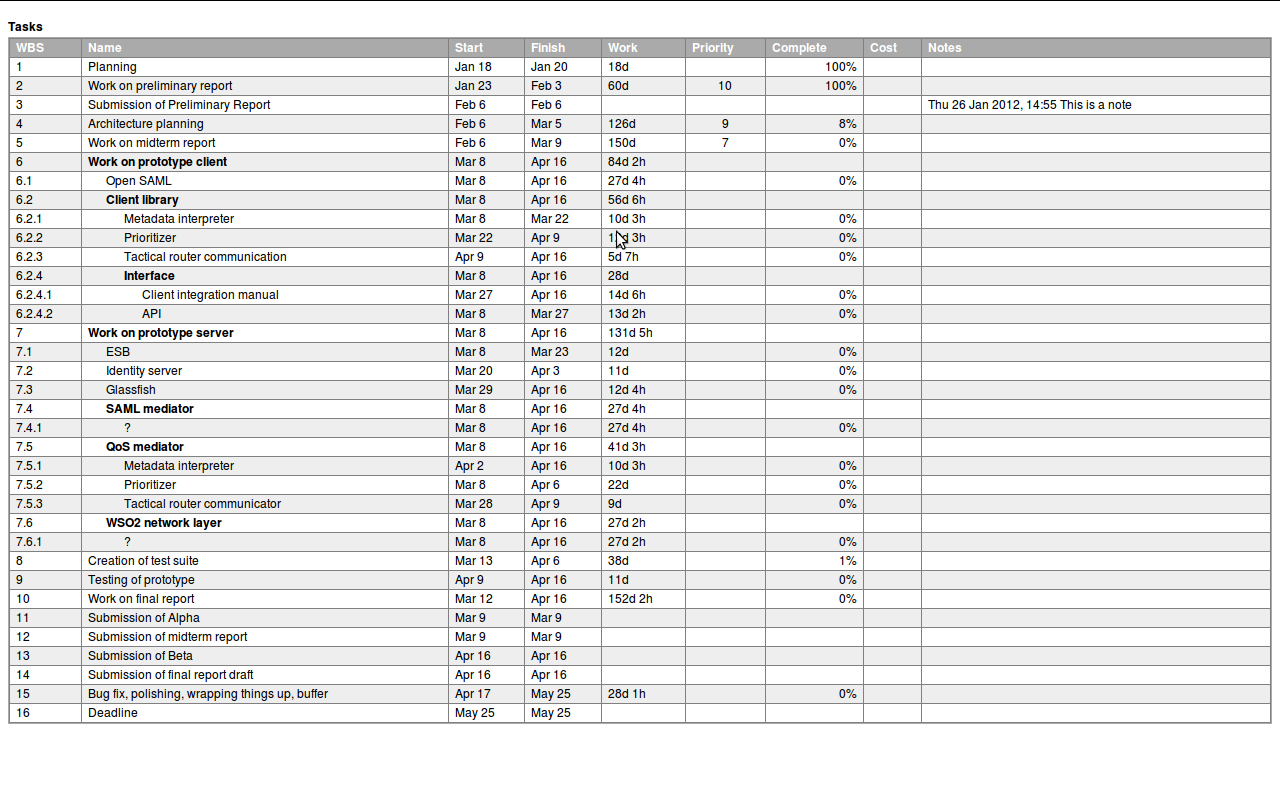 Tasks
WBS Name Start Finish Work Priority Complete Cost Notes
1 Planning Jan 18 Jan 20 18d 100%
2 Work on preliminary report Jan 23 Feb 3 60d 10 100%
3 Submission of Preliminary Report Feb 6 Feb 6 Thu 26 Jan 2012, 14:55 This is a note
4 Architecture planning Feb 6 Mar 5 126d 9 8%
5 Work on midterm report Feb 6 Mar 9 150d 7 0%
6 Work on prototype client Mar 8 Apr 16 84d 2h
6.1 Open SAML Mar 8 Apr 16 27d 4h 0%
6.2 Client library Mar 8 Apr 16 56d 6h
6.2.1 Metadata interpreter Mar 8 Mar 22 10d 3h 0%
6.2.2 Prioritizer Mar 22 Apr 9 3h 0%
6.2.3 Tactical router communication Apr 9 Apr 16 5d 7h 0%
6.2.4 Interface Mar 8 Apr 16 28d
6.2.4.1 Client integration manual Mar 27 Apr 16 14d 6h 0%
6.2.4.2 API Mar 8 Mar 27 13d 2h 0%
7 Work on prototype server Mar 8 Apr 16 131d 5h
7.1 ESB Mar 8 Mar 23 12d 0%
7.2 Identity server Mar 20 Apr 3 11d 0%
7.3 Glassfish Mar 29 Apr 16 12d 4h 0%
7.4 SAML mediator Mar 8 Apr 16 27d 4h
7.4.1 ? Mar 8 Apr 16 27d 4h 0%
7.5 QoS mediator Mar 8 Apr 16 41d 3h
7.5.1 Metadata interpreter Apr 2 Apr 16 10d 3h 0%
7.5.2 Prioritizer Mar 8 Apr 6 22d 0%
7.5.3 Tactical router communicator Mar 28 Apr 9 9d 0%
7.6 WSO2 network layer Mar 8 Apr 16 27d 2h
7.6.1 ? Mar 8 Apr 16 27d 2h 0%
8 Creation of test suite Mar 13 Apr 6 38d 1%
9 Testing of prototype Apr 9 Apr 16 11d 0%
10 Work on final report Mar 12 Apr 16 152d 2h 0%
11 Submission of Alpha Mar 9 Mar 9
12 Submission of midterm report Mar 9 Mar 9
13 Submission of Beta Apr 16 Apr 16
14 Submission of final report draft Apr 16 Apr 16
15 Bug fix, polishing, wrapping things up, buffer Apr 17 May 25 28d 1h 0%
16 Deadline May 25 May 25